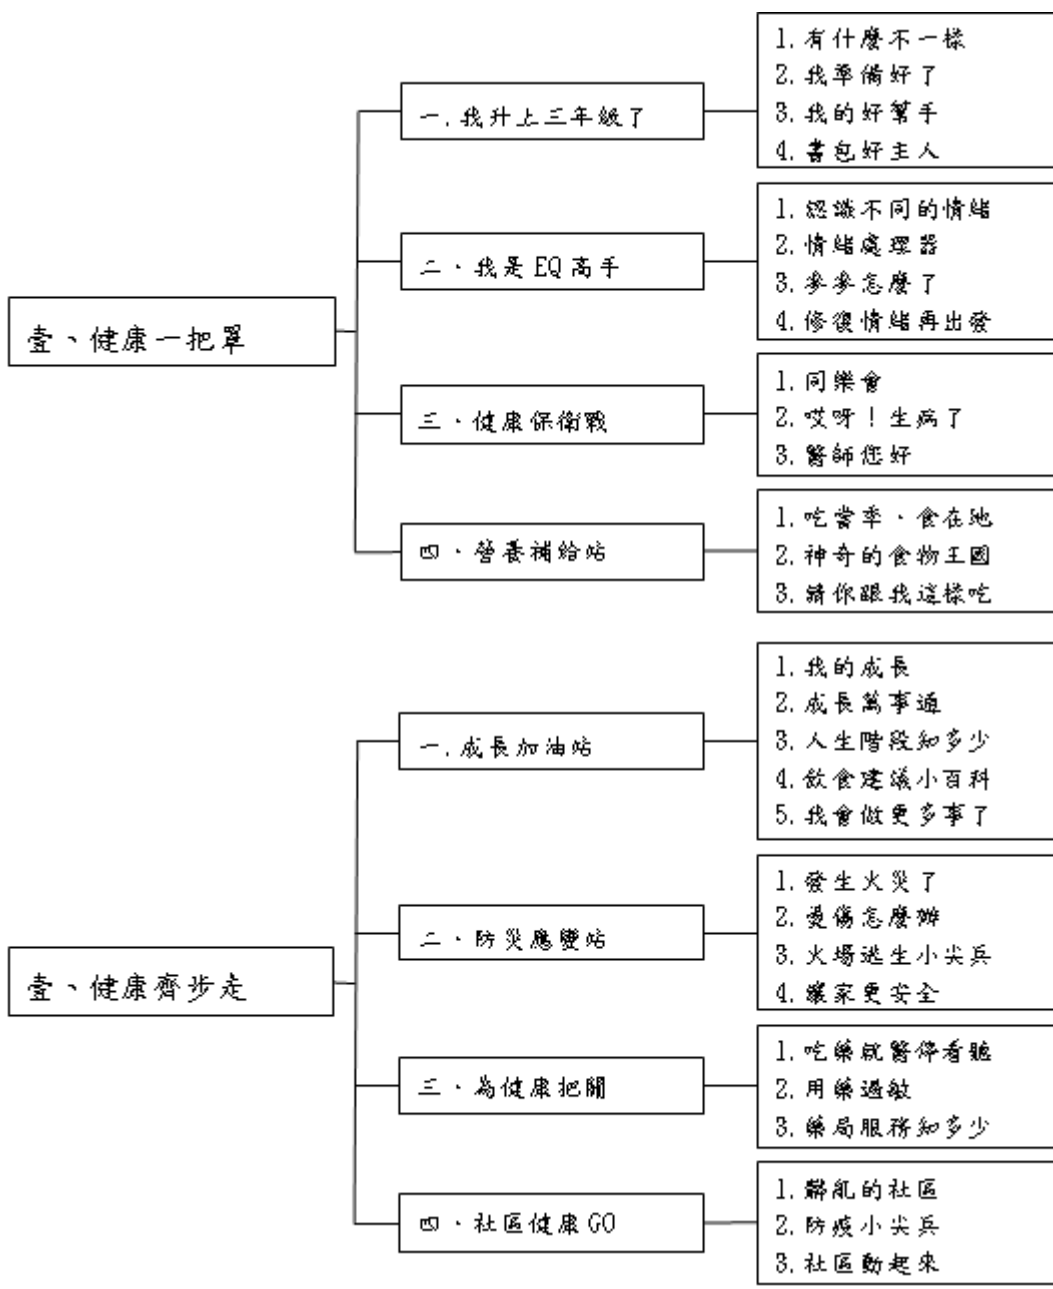 壹、健康一把罩
一.我升上三年級了
1.有什麼不一樣
2.我準備好了
3.我的好幫手
4.書包好主人
二、我是EQ高手
1.認識不同的情緒
2.情緒處理器
3.參參怎麼了
4.修復情緒再出發
三、健康保衛戰
1.同樂會
2.哎呀！生病了
3.醫師您好
四、營養補給站
1.吃當季、食在地
2.神奇的食物王國
3.請你跟我這樣吃
壹、健康齊步走
一.成長加油站
1.我的成長
2.成長萬事通
3.人生階段知多少
4.飲食建議小百科
5.我會做更多事了
二、防災應變站
1.發生火災了
2.燙傷怎麼辦
3.火場逃生小尖兵
4.讓家更安全
三、為健康把關
1.吃藥就醫停看聽
2.用藥過敏
3.藥局服務知多少
四、社區健康GO
1.髒亂的社區
2.防疫小尖兵
3.社區動起來